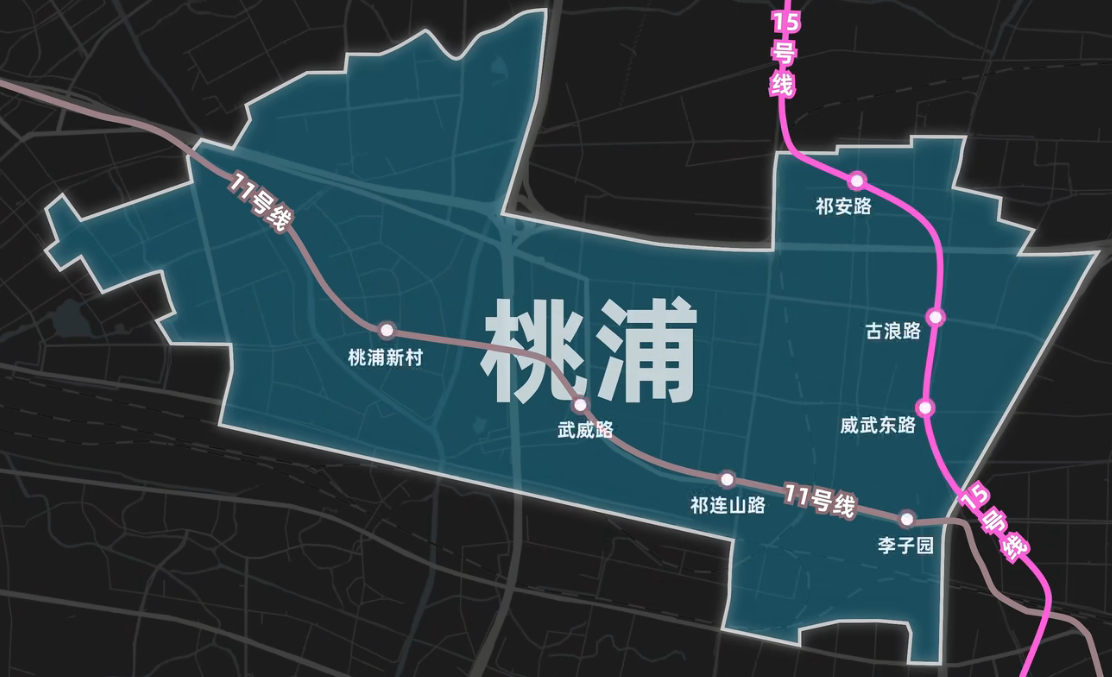 15号线
祁安路
11号线
古浪路
桃浦
桃浦新村
威武东路
武威路
祁连山路
11号线
15号线
李子园